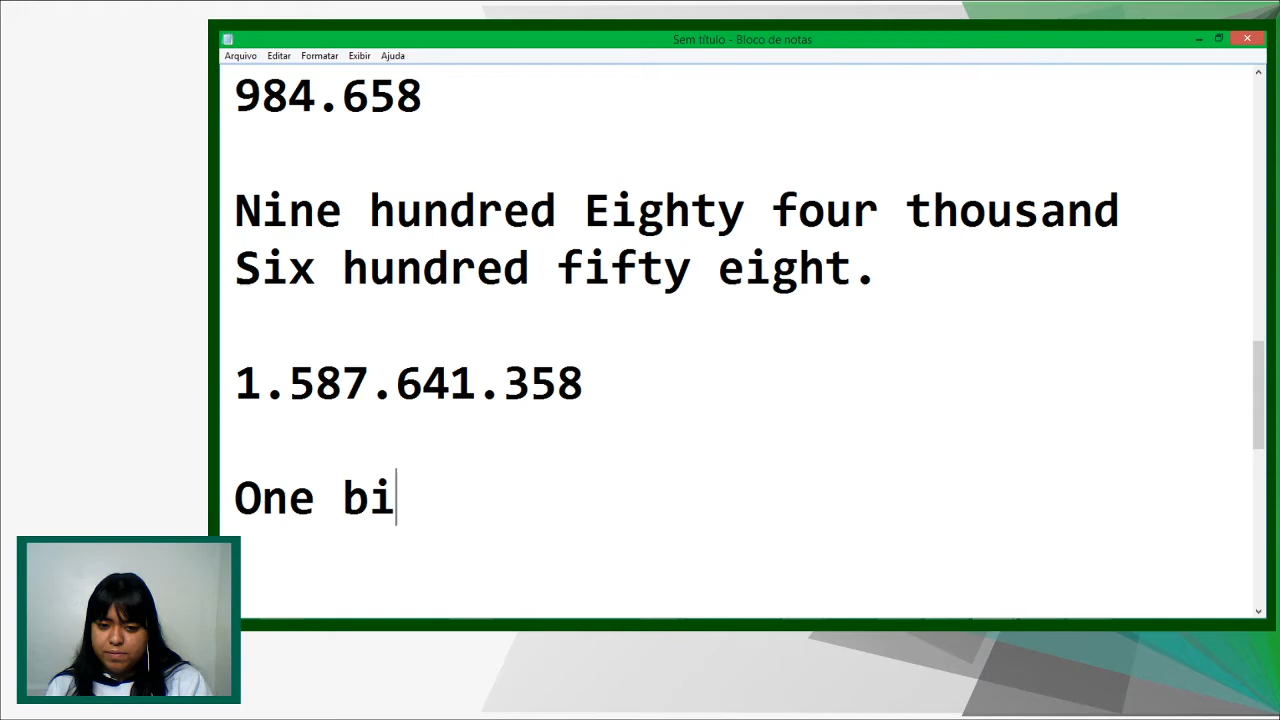 Sem título - Bloco de notas
Arquivo Editar Formatar Exibir Ajuda
984.658
Nine hundred Eighty four thousand
Six hundred fifty eight.
1.587.641.358
One bi